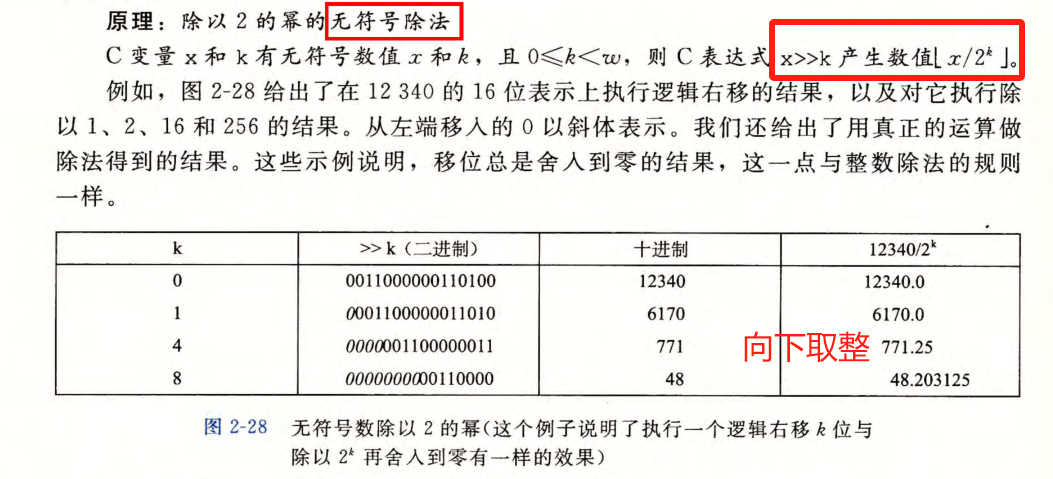 原理：除以 2 的幂的无符号除法
C 变量 x 和 k 有无符号数值 x 和 k，且 0≤k<w，则 C 表达式 x>>k 产生数值⌊x/2ᵏ⌋。
例如，图 2-28 给出了在 12 340 的 16 位表示上执行逻辑右移的结果，以及对它执行除
以 1、2、16 和 256 的结果。从左端移入的 0 以斜体表示。我们还给出了用真正的运算做
除法得到的结果。这些示例说明，移位总是舍入到零的结果，这一点与整数除法的规则
一样。
k >> k（二进制） 十进制 12340/2ᵏ
0 0011000000110100 12340 12340.0
1 0001100000011010 6170 6170.0
4 0000001100000011 771 向下取整 771.25
8 0000000000110000 48 48.203125
图 2-28 无符号数除以 2 的幂（这个例子说明了执行一个逻辑右移 k 位与
除以 2ᵏ 再舍入到零有一样的效果）